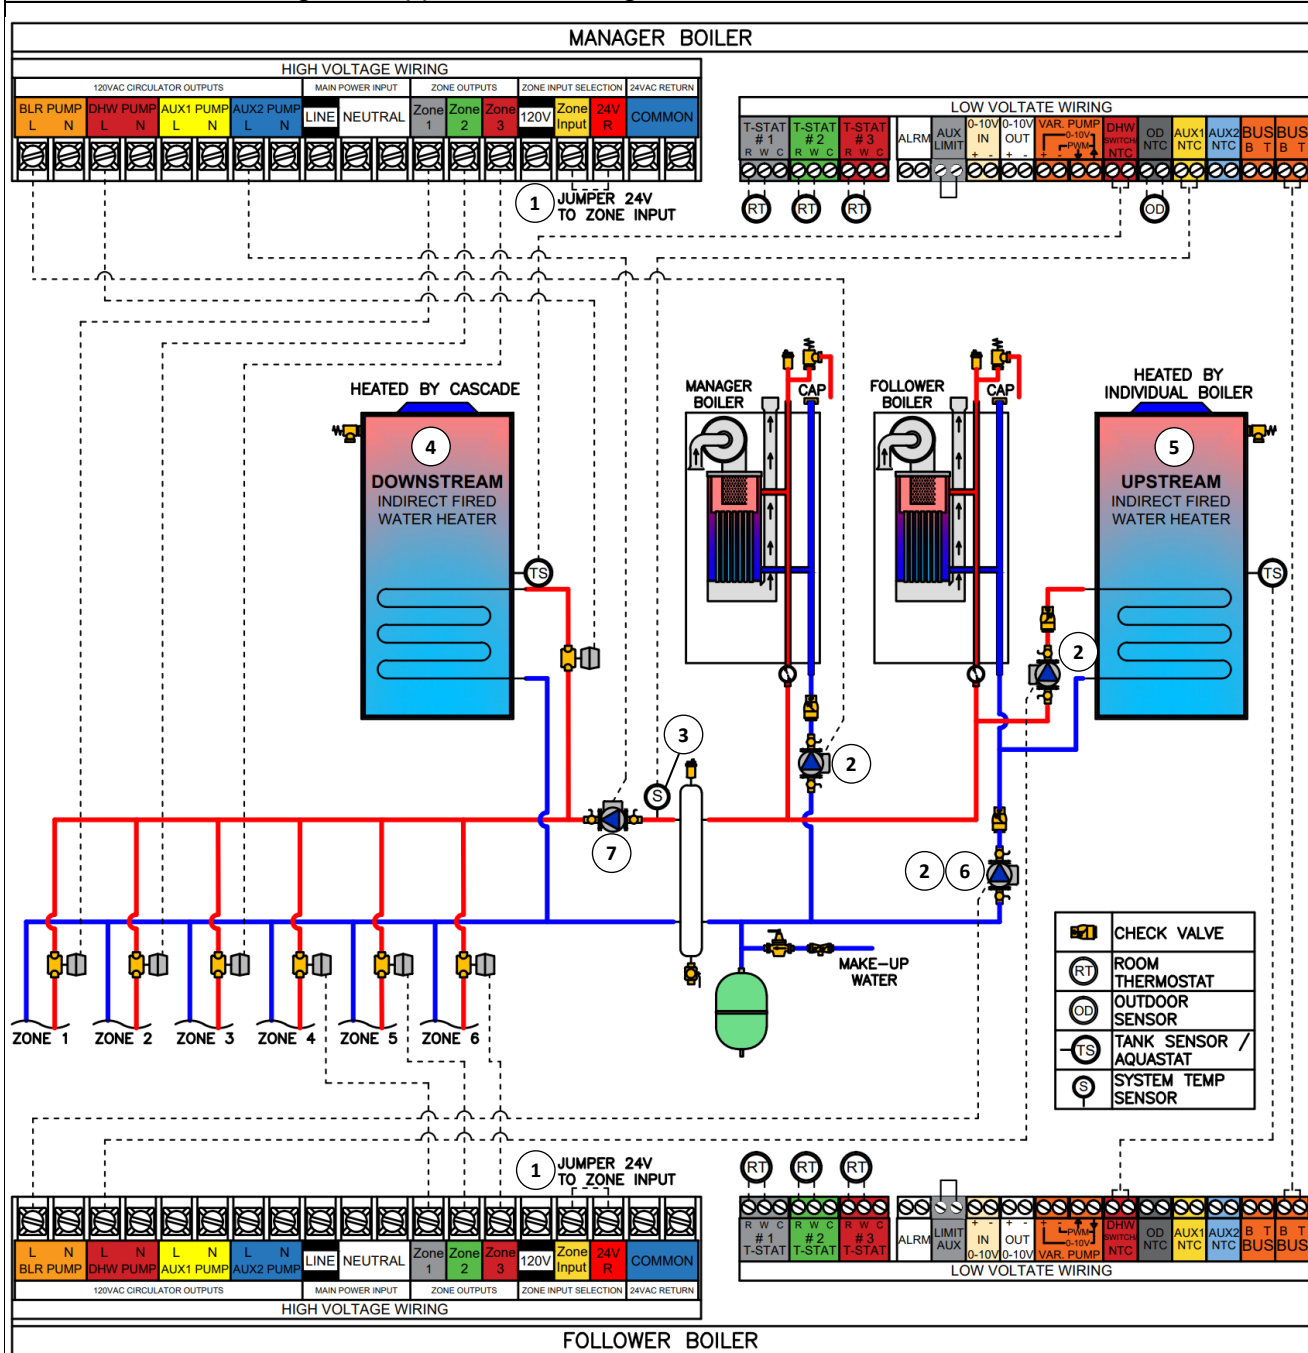 MANAGER BOILER
HIGH VOLTAGE WIRING
120VAC CIRCULATOR OUTPUTS MAIN POWER INPUT ZONE OUTPUTS ZONE INPUT SELECTION 24VAC RETURN
BLR PUMP DHW PUMP AUX1 PUMP AUX2 PUMP LINE NEUTRAL Zone 1 Zone 2 Zone 3 120V Zone Input 24V R COMMON
L N L N L N L N
LOW VOLTATE WIRING
T-STAT # 1 T-STAT # 2 T-STAT # 3 ALRM AUX LIMIT 0-10V IN 0-10V OUT VAR. PUMP 0-10V PWM DHW SWITCH NTC OD NTC AUX1 NTC AUX2 NTC BUS BUS
R W C R W C R W C + - + - + - B T B T
1 JUMPER 24V
TO ZONE INPUT
RT RT RT OD
HEATED BY CASCADE
MANAGER
BOILER
CAP
FOLLOWER
BOILER
CAP
HEATED BY
INDIVIDUAL BOILER
4
DOWNSTREAM
INDIRECT FIRED
WATER HEATER
TS
5
UPSTREAM
INDIRECT FIRED
WATER HEATER
TS
2
3
2
S
7
2 6
MAKE-UP
WATER
ZONE 1 ZONE 2 ZONE 3 ZONE 4 ZONE 5 ZONE 6
CHECK VALVE
RT ROOM
THERMOSTAT
OD OUTDOOR
SENSOR
TS TANK SENSOR /
AQUASTAT
S SYSTEM TEMP
SENSOR
1 JUMPER 24V
TO ZONE INPUT
RT RT RT
L N L N L N L N
BLR PUMP DHW PUMP AUX1 PUMP AUX2 PUMP LINE NEUTRAL Zone 1 Zone 2 Zone 3 120V Zone Input 24V R COMMON
120VAC CIRCULATOR OUTPUTS MAIN POWER INPUT ZONE OUTPUTS ZONE INPUT SELECTION 24VAC RETURN
HIGH VOLTAGE WIRING
R W C R W C R W C + - + - + - B T B T
# 1 T-STAT # 2 T-STAT # 3 T-STAT ALRM LIMIT AUX IN 0-10V OUT 0-10V PWM 0-10V VAR. PUMP DHW SWITCH NTC OD NTC AUX1 NTC AUX2 NTC BUS BUS
LOW VOLTATE WIRING
FOLLOWER BOILER